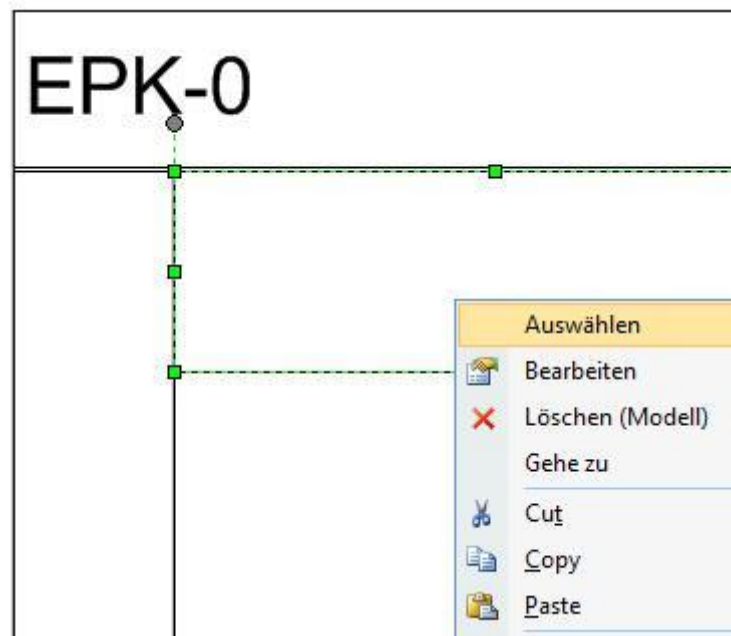 EPK-0
Auswählen
Bearbeiten
Löschen (Modell)
Gehe zu
Cut
Copy
Paste